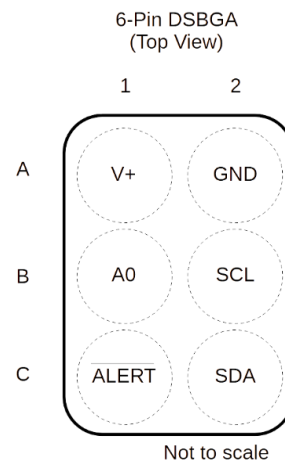 6-Pin DSBGA
(Top View)
1 2
A V+ GND
B A0 SCL
C ALERT SDA
Not to scale